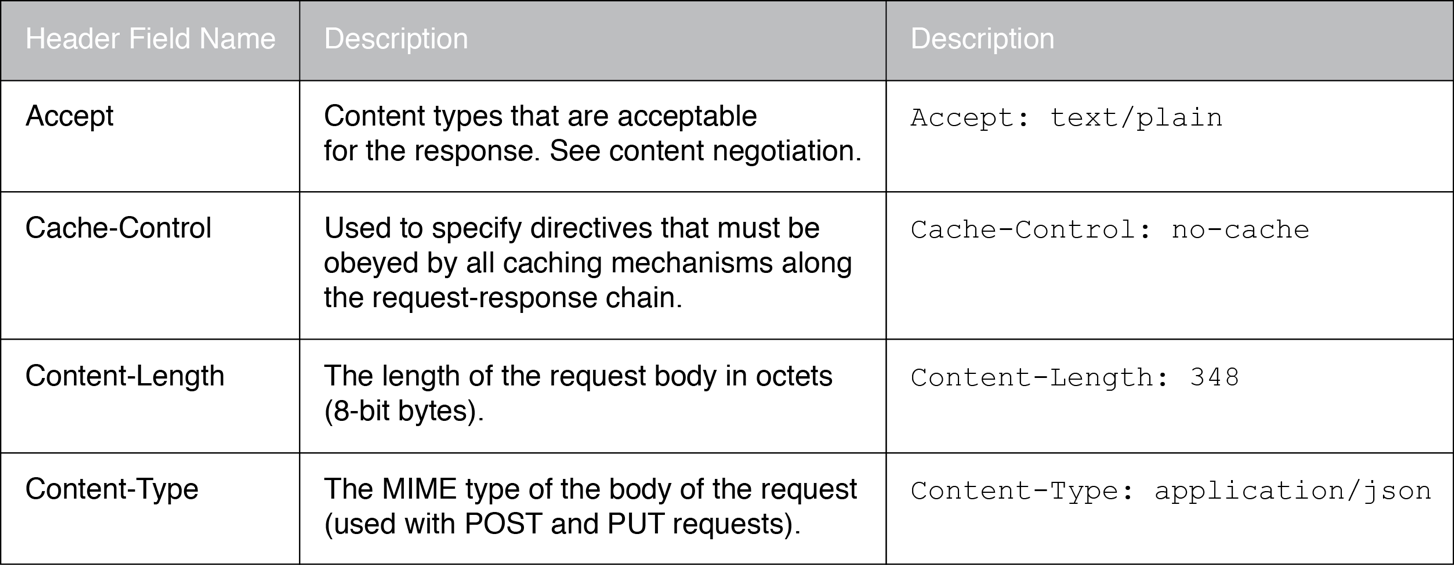 Header Field Name Description Description
Accept Content types that are acceptable Accept: text/plain
for the response. See content negotiation.
Cache-Control Used to specify directives that must be Cache-Control: no-cache
obeyed by all caching mechanisms along
the request-response chain.
Content-Length The length of the request body in octets Content-Length: 348
(8-bit bytes).
Content-Type The MIME type of the body of the request Content-Type: application/json
(used with POST and PUT requests).